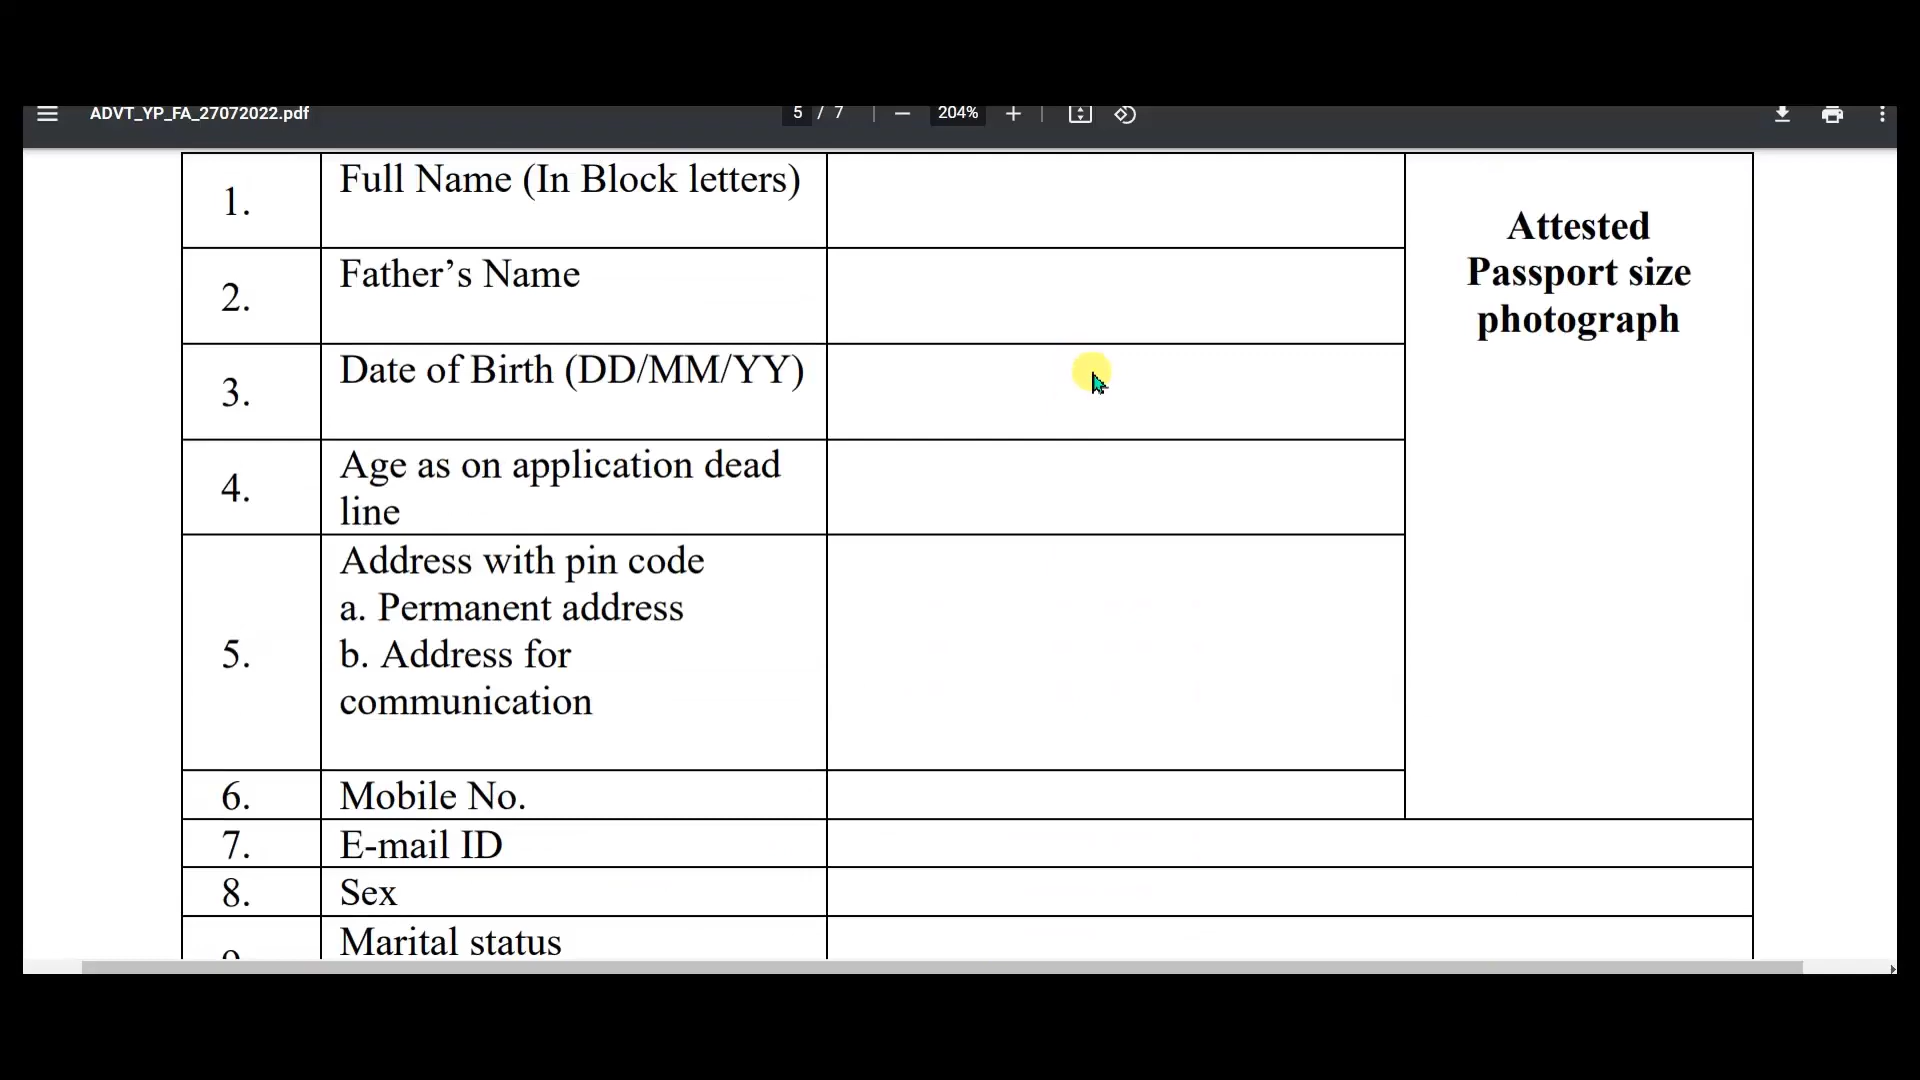 ADVT_YP_FA_27072022.pdf
5 / 7
204%
1.
Full Name (In Block letters)
Attested
Passport size
photograph
2.
Father’s Name
3.
Date of Birth (DD/MM/YY)
4.
Age as on application dead
line
5.
Address with pin code
a. Permanent address
b. Address for
communication
6.
Mobile No.
7.
E-mail ID
8.
Sex
Marital status